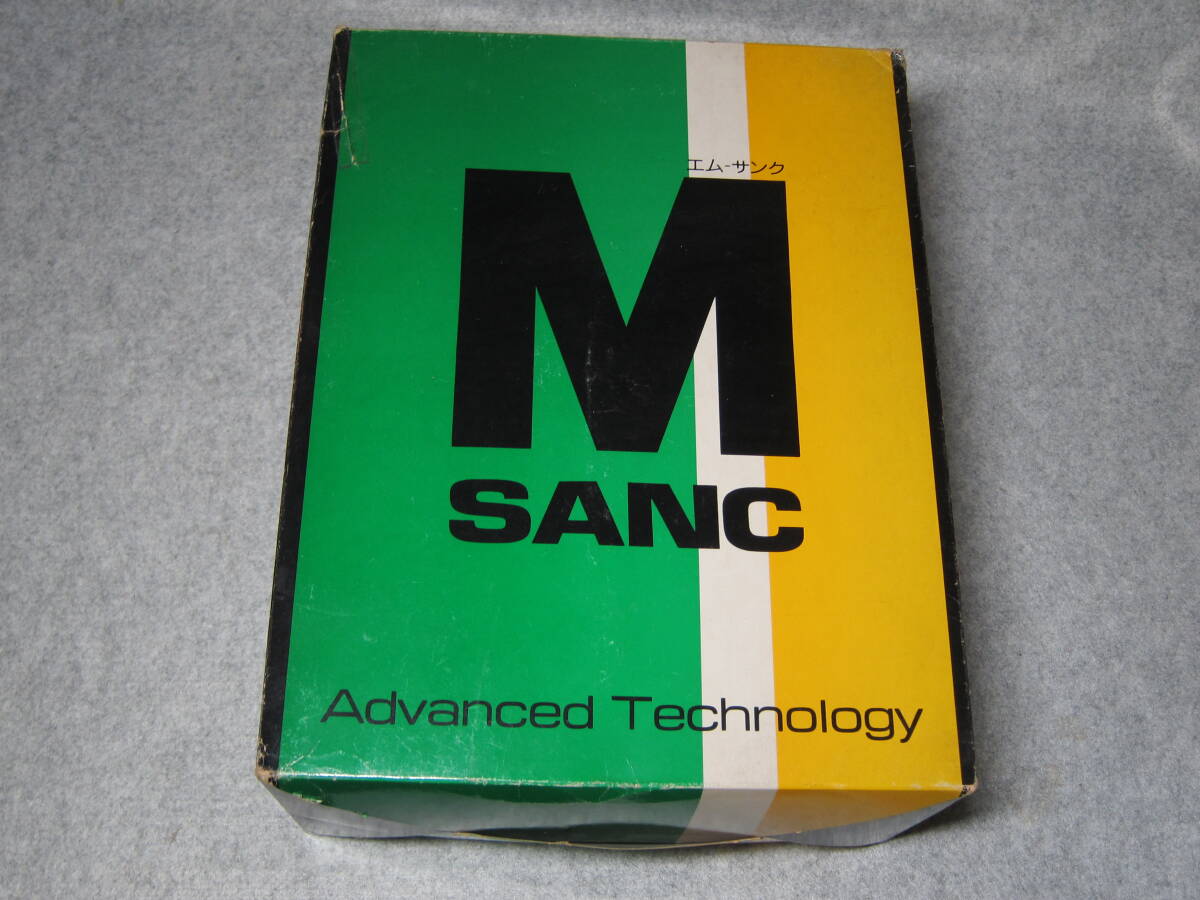 エム-サンク
M
SANC
Advanced Technology